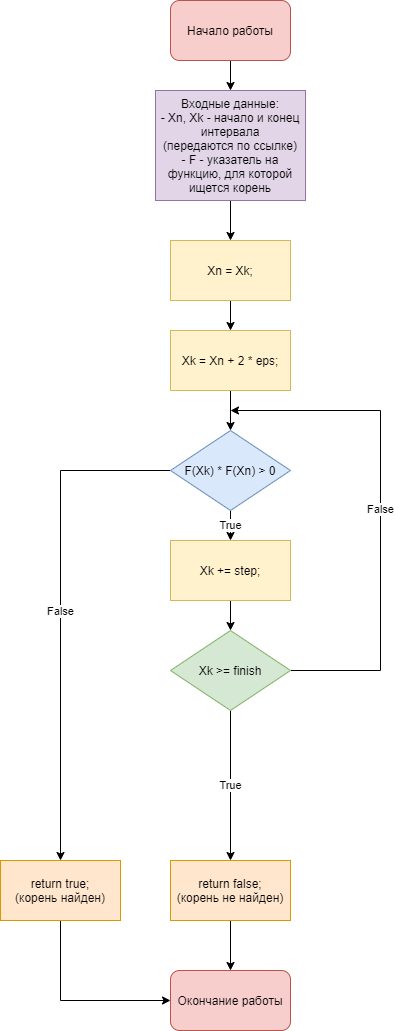 Начало работы
Входные данные:
- Xn, Xk - начало и конец
интервала
(передаются по ссылке)
- F - указатель на
функцию, для которой
ищется корень
Xn = Xk;
Xk = Xn + 2 * eps;
F(Xk) * F(Xn) > 0
False
True
Xk += step;
False
Xk >= finish
True
return true;
(корень найден)
return false;
(корень не найден)
Окончание работы